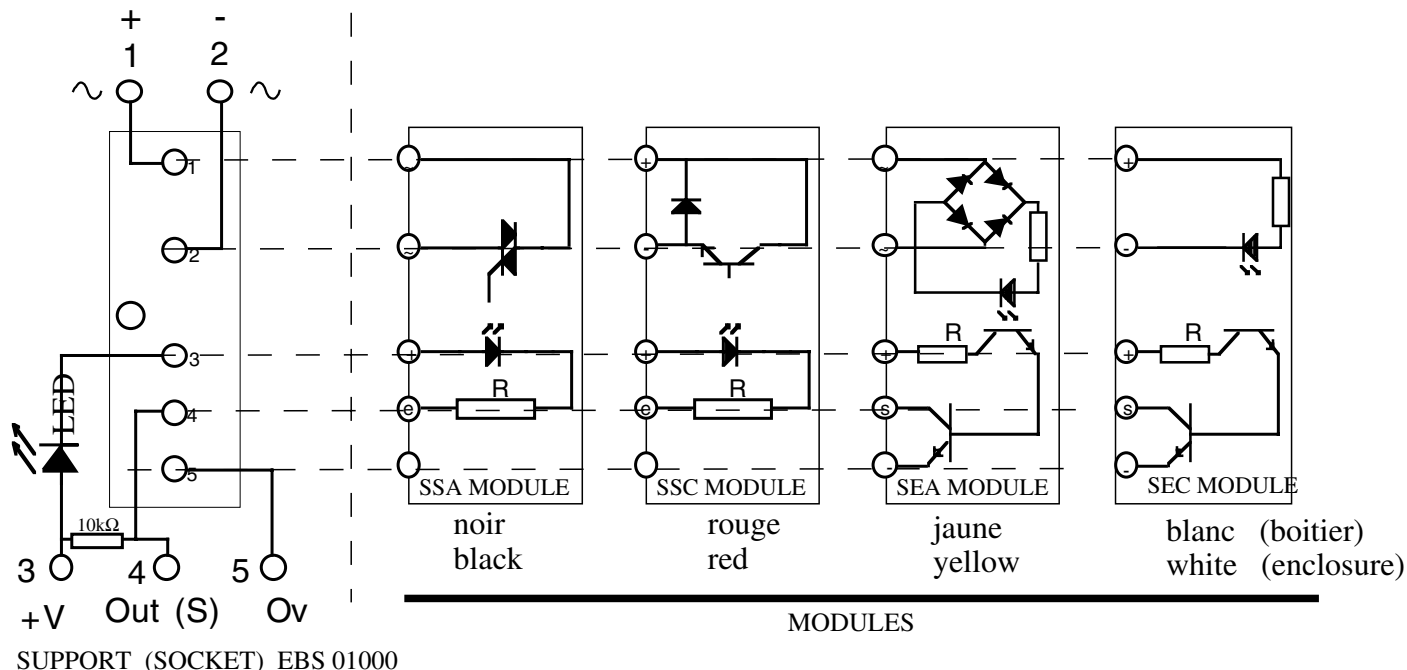 + -
1 2
∼ ∼
1
2
3
4
5
LED
10kΩ
3 4 5
+V Out (S) Ov
SUPPORT (SOCKET) EBS 01000
~
~
+
R
e
SSA MODULE
noir
black
+
-
+
R
e
SSC MODULE
rouge
red
~
~
R
+
s
-
SEA MODULE
jaune
yellow
+
-
R
+
s
-
SEC MODULE
blanc (boitier)
white (enclosure)
MODULES